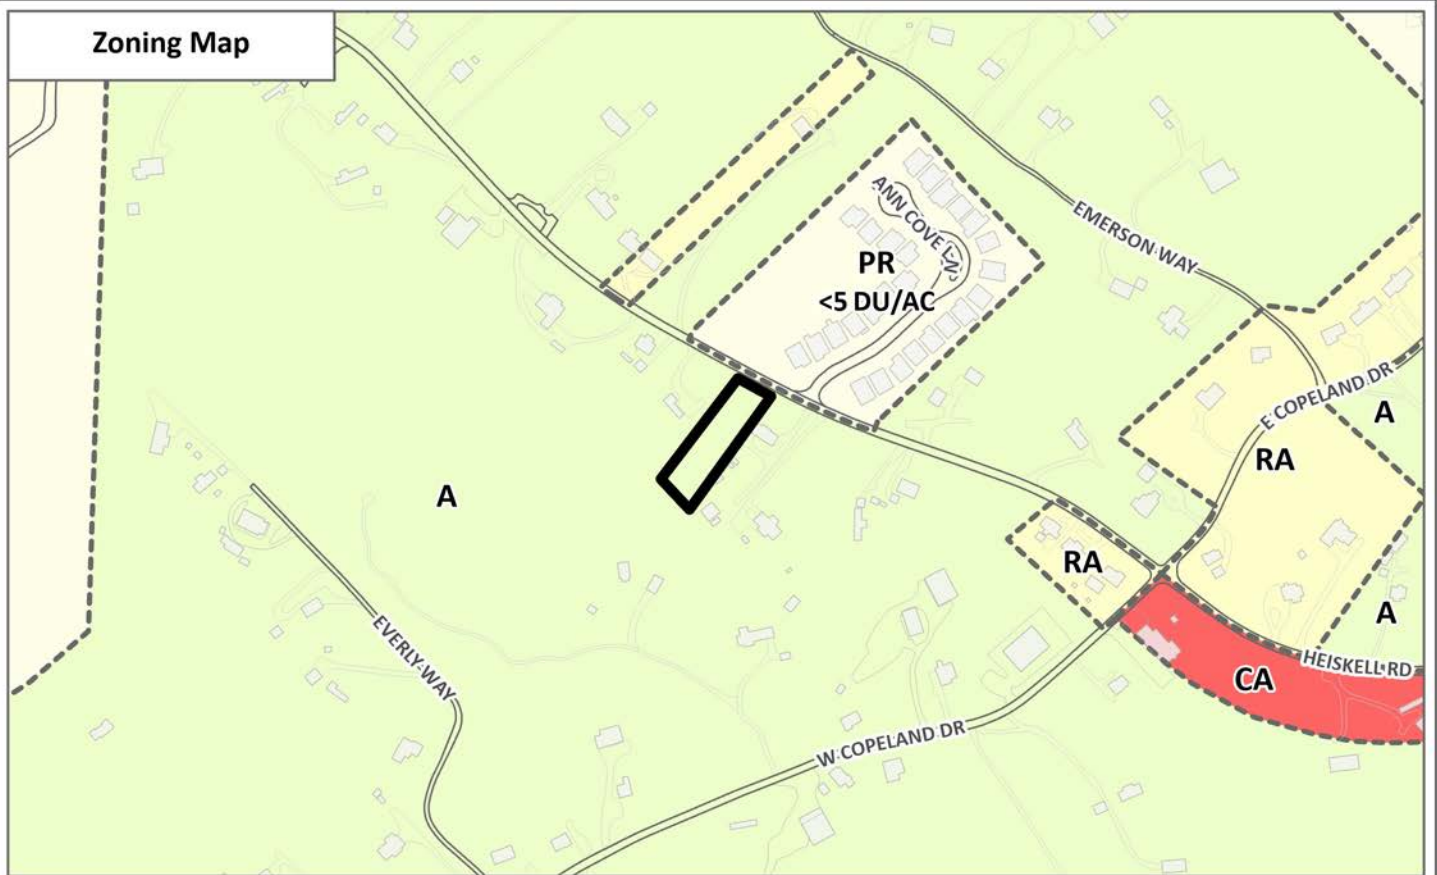 Zoning Map
ANN COVE LN
PR
<5 DU/AC
EMERSON WAY
E COPELAND DR
A
RA
A
RA
A
HEISKELL RD
CA
EVERLY WAY
W COPELAND DR